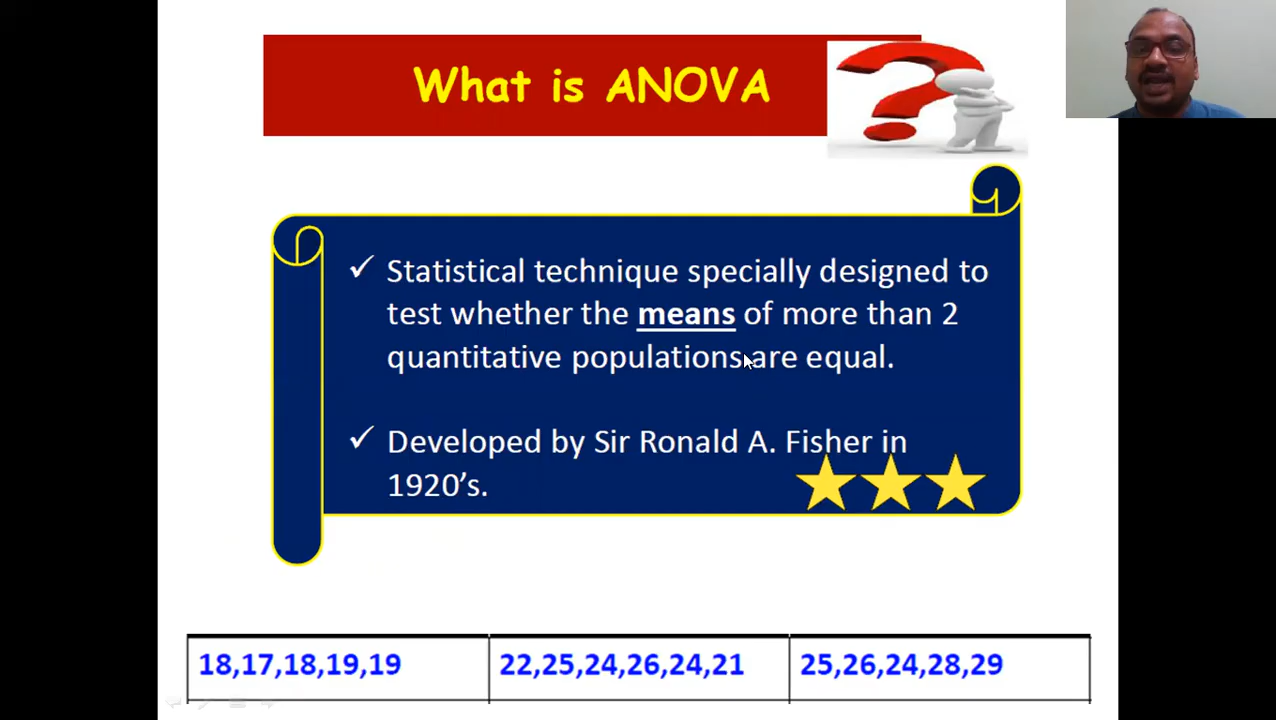 What is ANOVA
✓ Statistical technique specially designed to
test whether the means of more than 2
quantitative populations are equal.
✓ Developed by Sir Ronald A. Fisher in
1920’s.
18,17,18,19,19
22,25,24,26,24,21
25,26,24,28,29